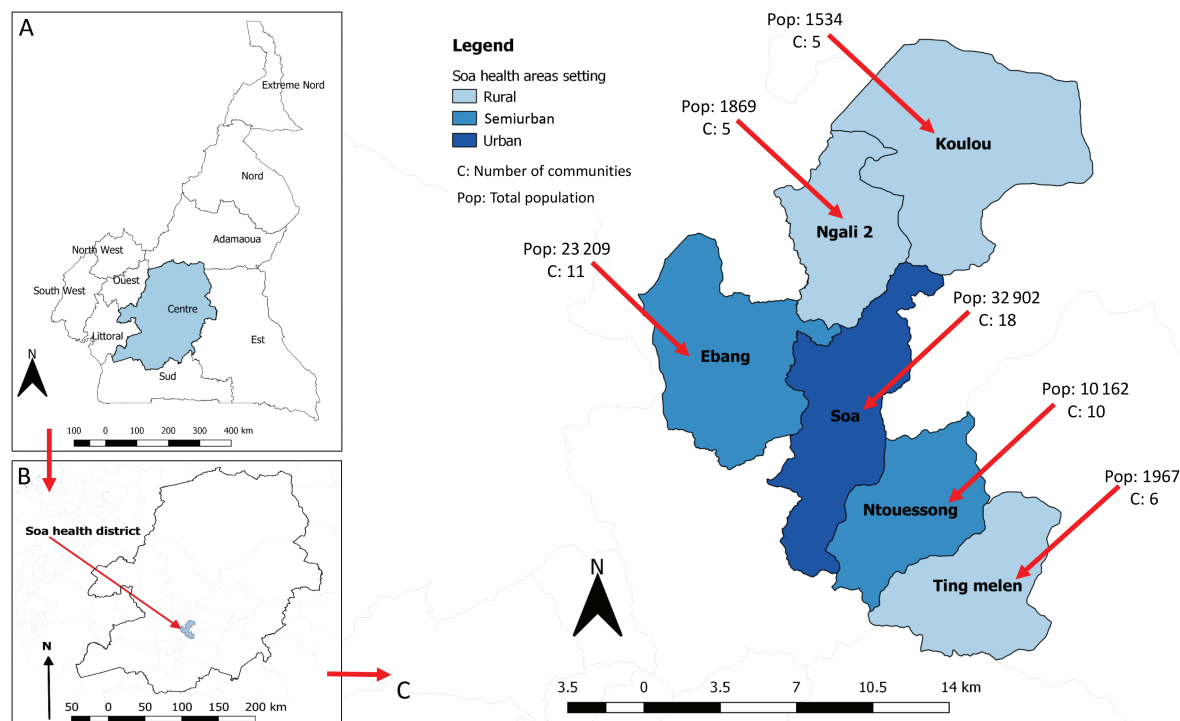 A
Extreme Nord
Nord
Adamaoua
North West
Ouest
South West
Centre
Littoral
Est
Sud
N
100 0 100 200 300 400 km
B
Soa health district
N
50 0 50 100 150 200 km
C
Legend
Soa health areas setting
Rural
Semiurban
Urban
C: Number of communities
Pop: Total population
Pop: 1534
C: 5
Pop: 1869
C: 5
Koulou
Ngali 2
Pop: 23 209
C: 11
Pop: 32 902
C: 18
Ebang
Soa
Pop: 10 162
C: 10
Pop: 1967
C: 6
Ntouessong
Ting melen
N
3.5 0 3.5 7 10.5 14 km